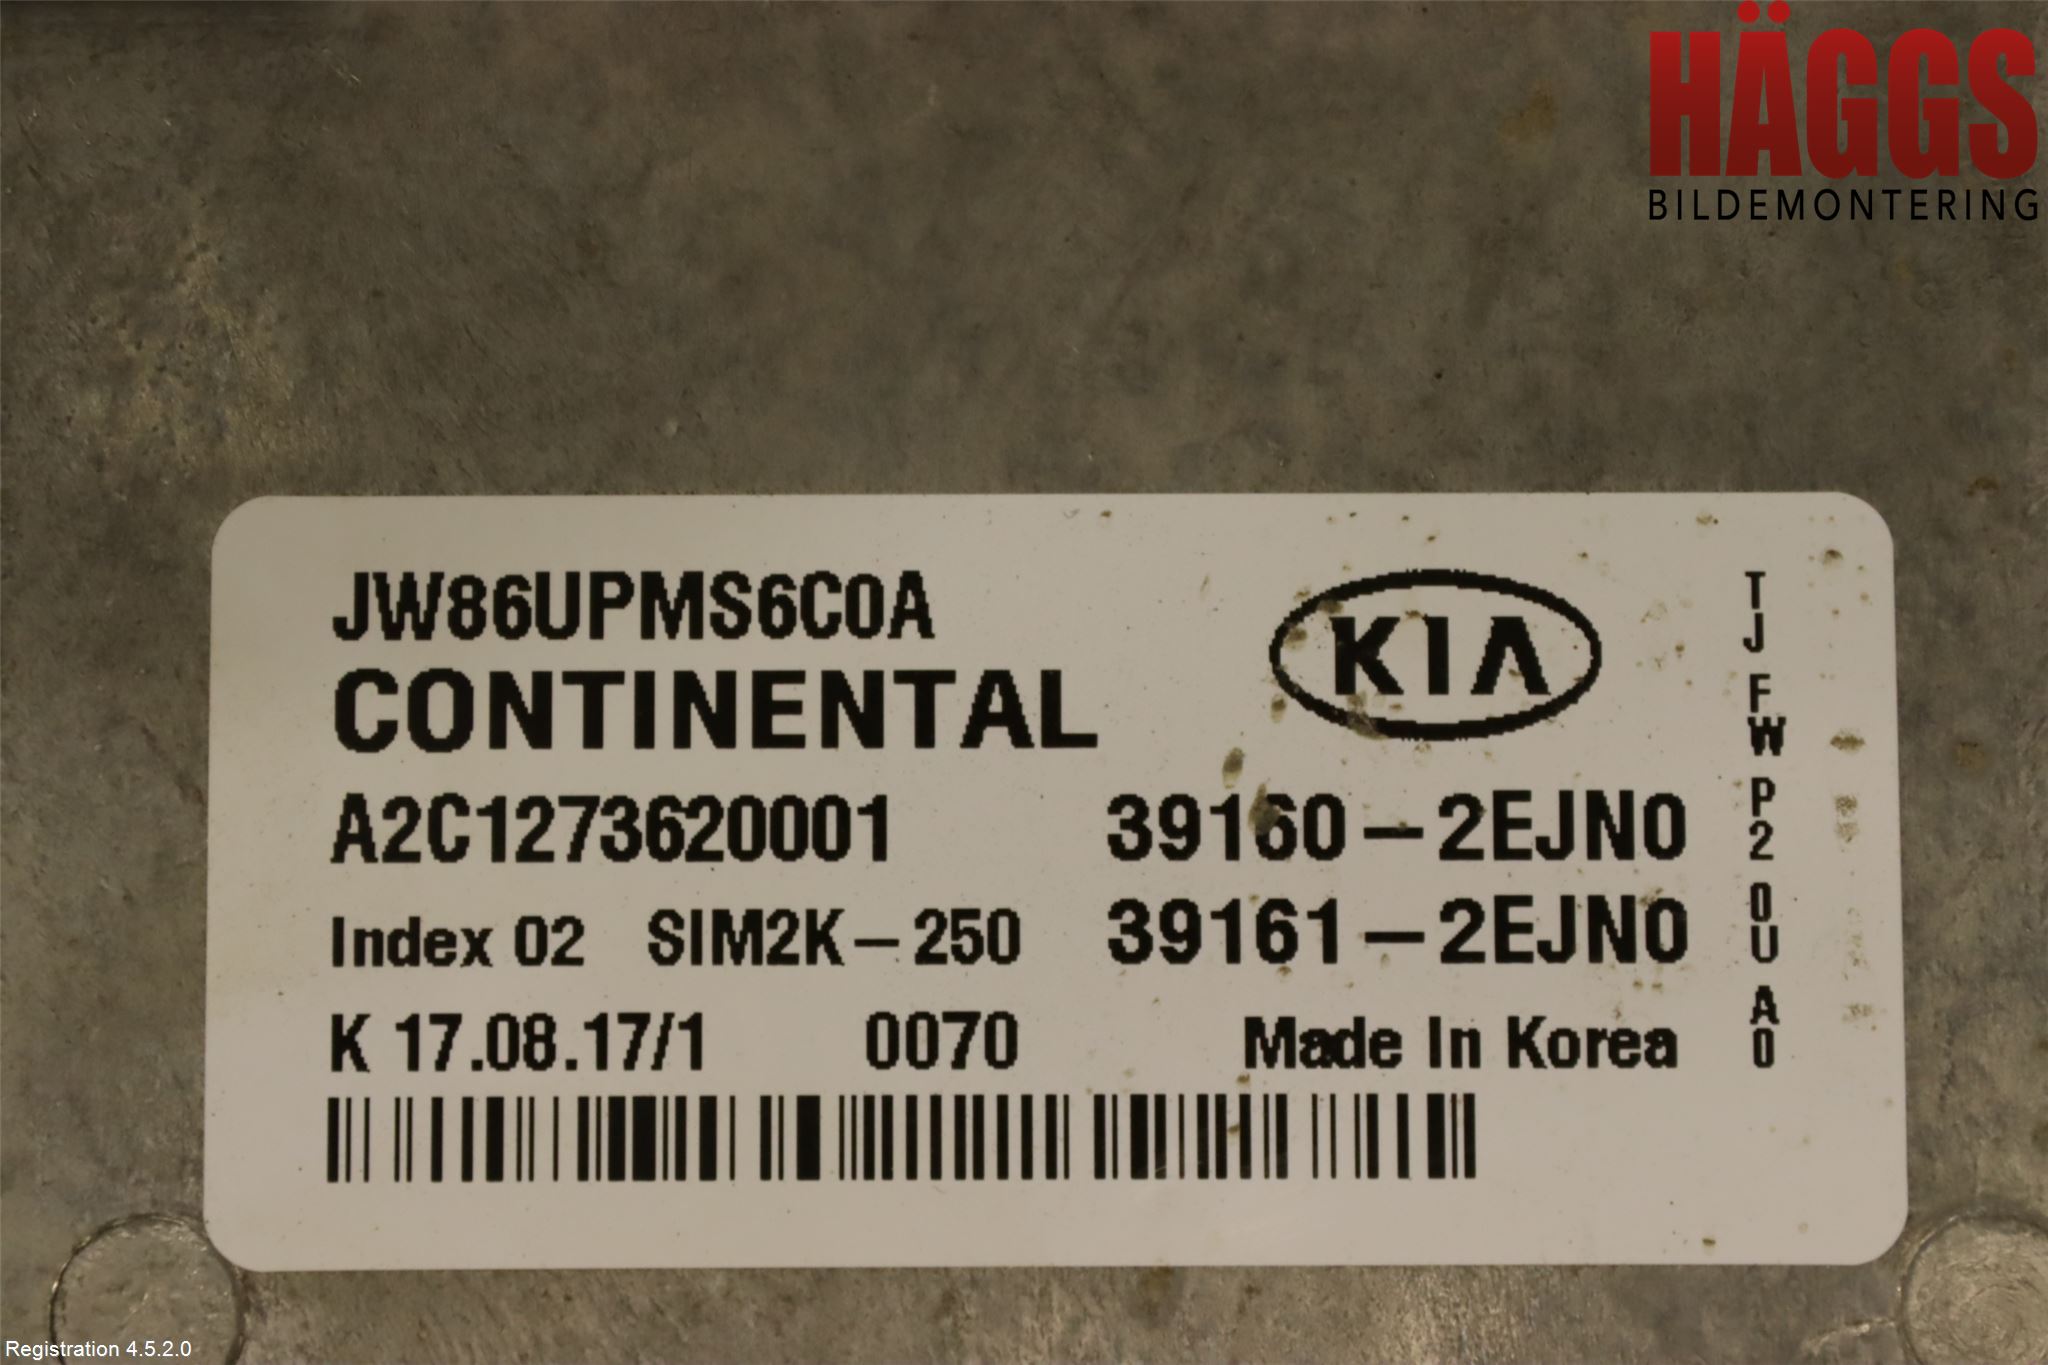 HÄGGS
BILDEMONTERING
JW86UPMS6C0A
CONTINENTAL
KIA
A2C1273620001
39160-2EJN0
Index 02 SIM2K-250
39161-2EJN0
K 17.08.17/1
0070
Made In Korea
TJ FW P2 0U A0
Registration 4.5.2.0